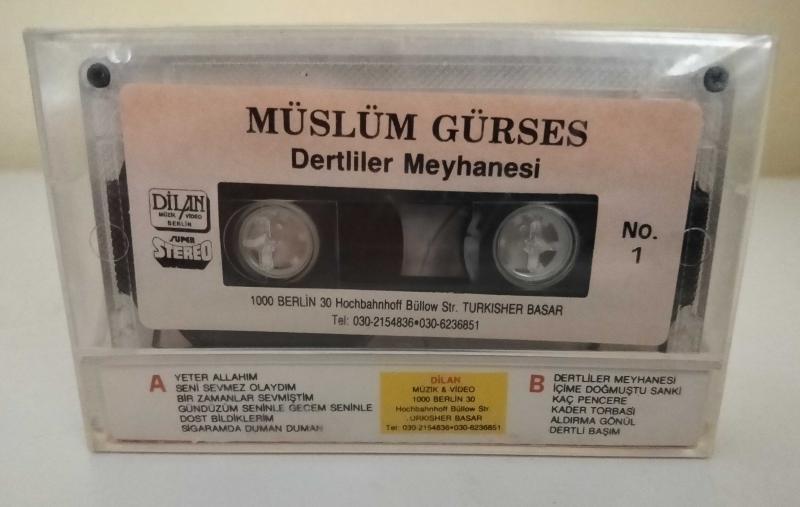 MÜSLÜM GÜRSES
Dertliler Meyhanesi
DİLAN
MÜZİK VİDEO
BERLİN
SUPER
STEREO
No.
1
1000 BERLİN 30 Hochbahnhoff Büllow Str. TURKISHER BASAR
Tel: 030-2154836•030-6236851
A
YETER ALLAHIM
SENİ SEVMEZ OLAYDIM
BİR ZAMANLAR SEVMİŞTİM
GÜNDÜZÜM SENİNLE GECEM SENİNLE
DOST BİLDİKLERİM
SİGARAMDA DUMAN DUMAN
DİLAN
MÜZİK & VİDEO
1000 BERLİN 30
Hochbahnhoff Büllow Str.
URKISHER BASAR
Tel: 030-2154836•030-6236851
B
DERTLİLER MEYHANESİ
İÇİME DOĞMUŞTU SANKİ
KAÇ PENCERE
KADER TORBASİ
ALDIRMA GÖNÜL
DERTLİ BAŞIM